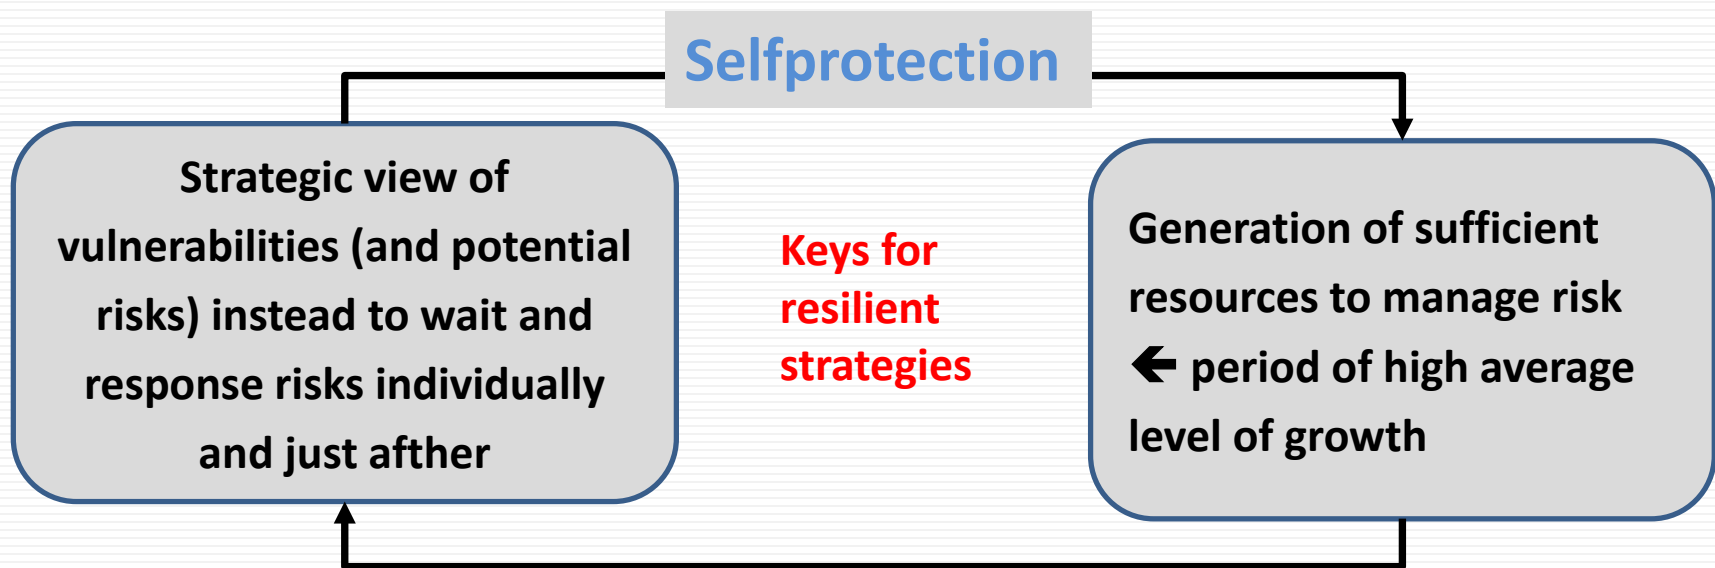 Selfprotection
Strategic view of
vulnerabilities (and potential
risks) instead to wait and
response risks individually
and just afther
Keys for
resilient
strategies
Generation of sufficient
resources to manage risk
🡸 period of high average
level of growth